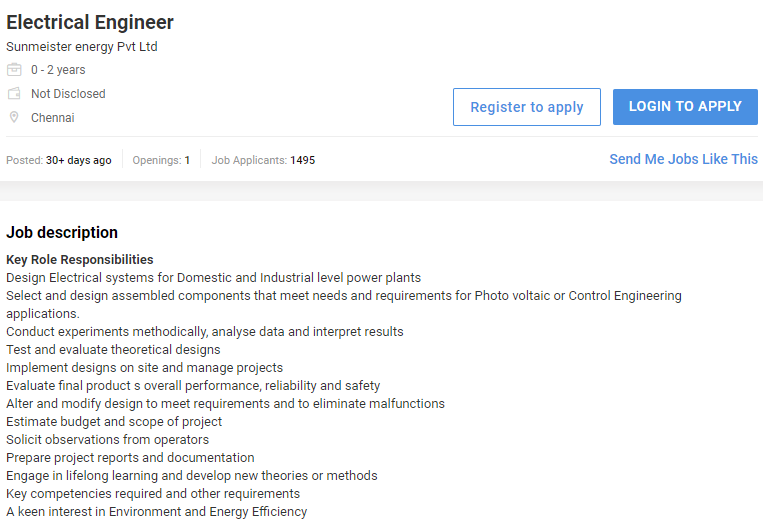 Electrical Engineer
Sunmeister energy Pvt Ltd
0 - 2 years
Not Disclosed
Chennai
Register to apply
LOGIN TO APPLY
Posted: 30+ days ago Openings: 1 Job Applicants: 1495
Send Me Jobs Like This
Job description
Key Role Responsibilities
Design Electrical systems for Domestic and Industrial level power plants
Select and design assembled components that meet needs and requirements for Photo voltaic or Control Engineering
applications.
Conduct experiments methodically, analyse data and interpret results
Test and evaluate theoretical designs
Implement designs on site and manage projects
Evaluate final product s overall performance, reliability and safety
Alter and modify design to meet requirements and to eliminate malfunctions
Estimate budget and scope of project
Solicit observations from operators
Prepare project reports and documentation
Engage in lifelong learning and develop new theories or methods
Key competencies required and other requirements
A keen interest in Environment and Energy Efficiency